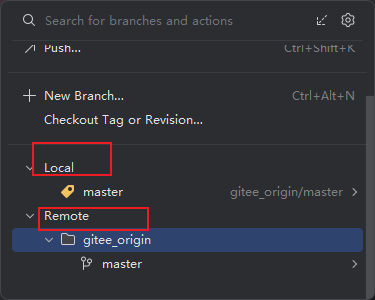 Search for branches and actions
Push... Ctrl+Shift+K
New Branch... Ctrl+Alt+N
Checkout Tag or Revision...
Local
master gitee_origin/master
Remote
gitee_origin
master